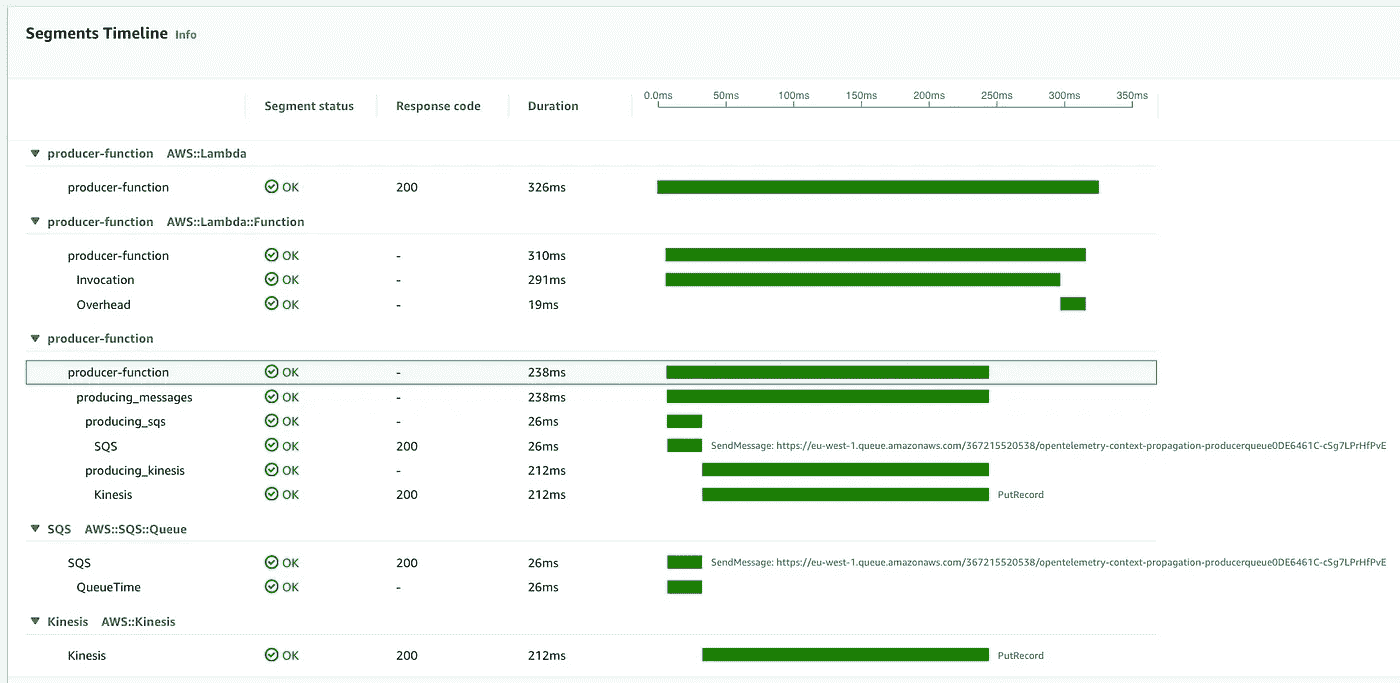 Segments Timeline Info
Segment status Response code Duration 0.0ms 50ms 100ms 150ms 200ms 250ms 300ms 350ms
producer-function AWS::Lambda
producer-function OK 200 326ms
producer-function AWS::Lambda::Function
producer-function OK - 310ms
Invocation OK - 291ms
Overhead OK - 19ms
producer-function
producer-function OK - 238ms
producing_messages OK - 238ms
producing_sqs OK - 26ms
SQS OK 200 26ms SendMessage: https://eu-west-1.queue.amazonaws.com/367215520538/opentelemetry-context-propagation-producerqueue0DE6461C-cSg7LPrHfPvE
producing_kinesis OK - 212ms
Kinesis OK 200 212ms PutRecord
SQS AWS::SQS::Queue
SQS OK 200 26ms SendMessage: https://eu-west-1.queue.amazonaws.com/367215520538/opentelemetry-context-propagation-producerqueue0DE6461C-cSg7LPrHfPvE
QueueTime OK - 26ms
Kinesis AWS::Kinesis
Kinesis OK 200 212ms PutRecord